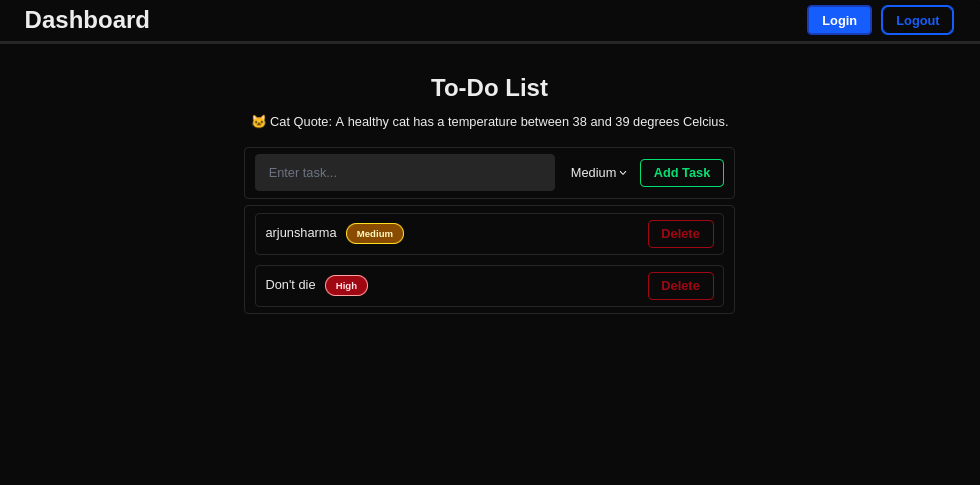 Dashboard
Login
Logout
To-Do List
🐱 Cat Quote: A healthy cat has a temperature between 38 and 39 degrees Celcius.
Enter task...
Medium
Add Task
arjunsharma
Medium
Delete
Don't die
High
Delete